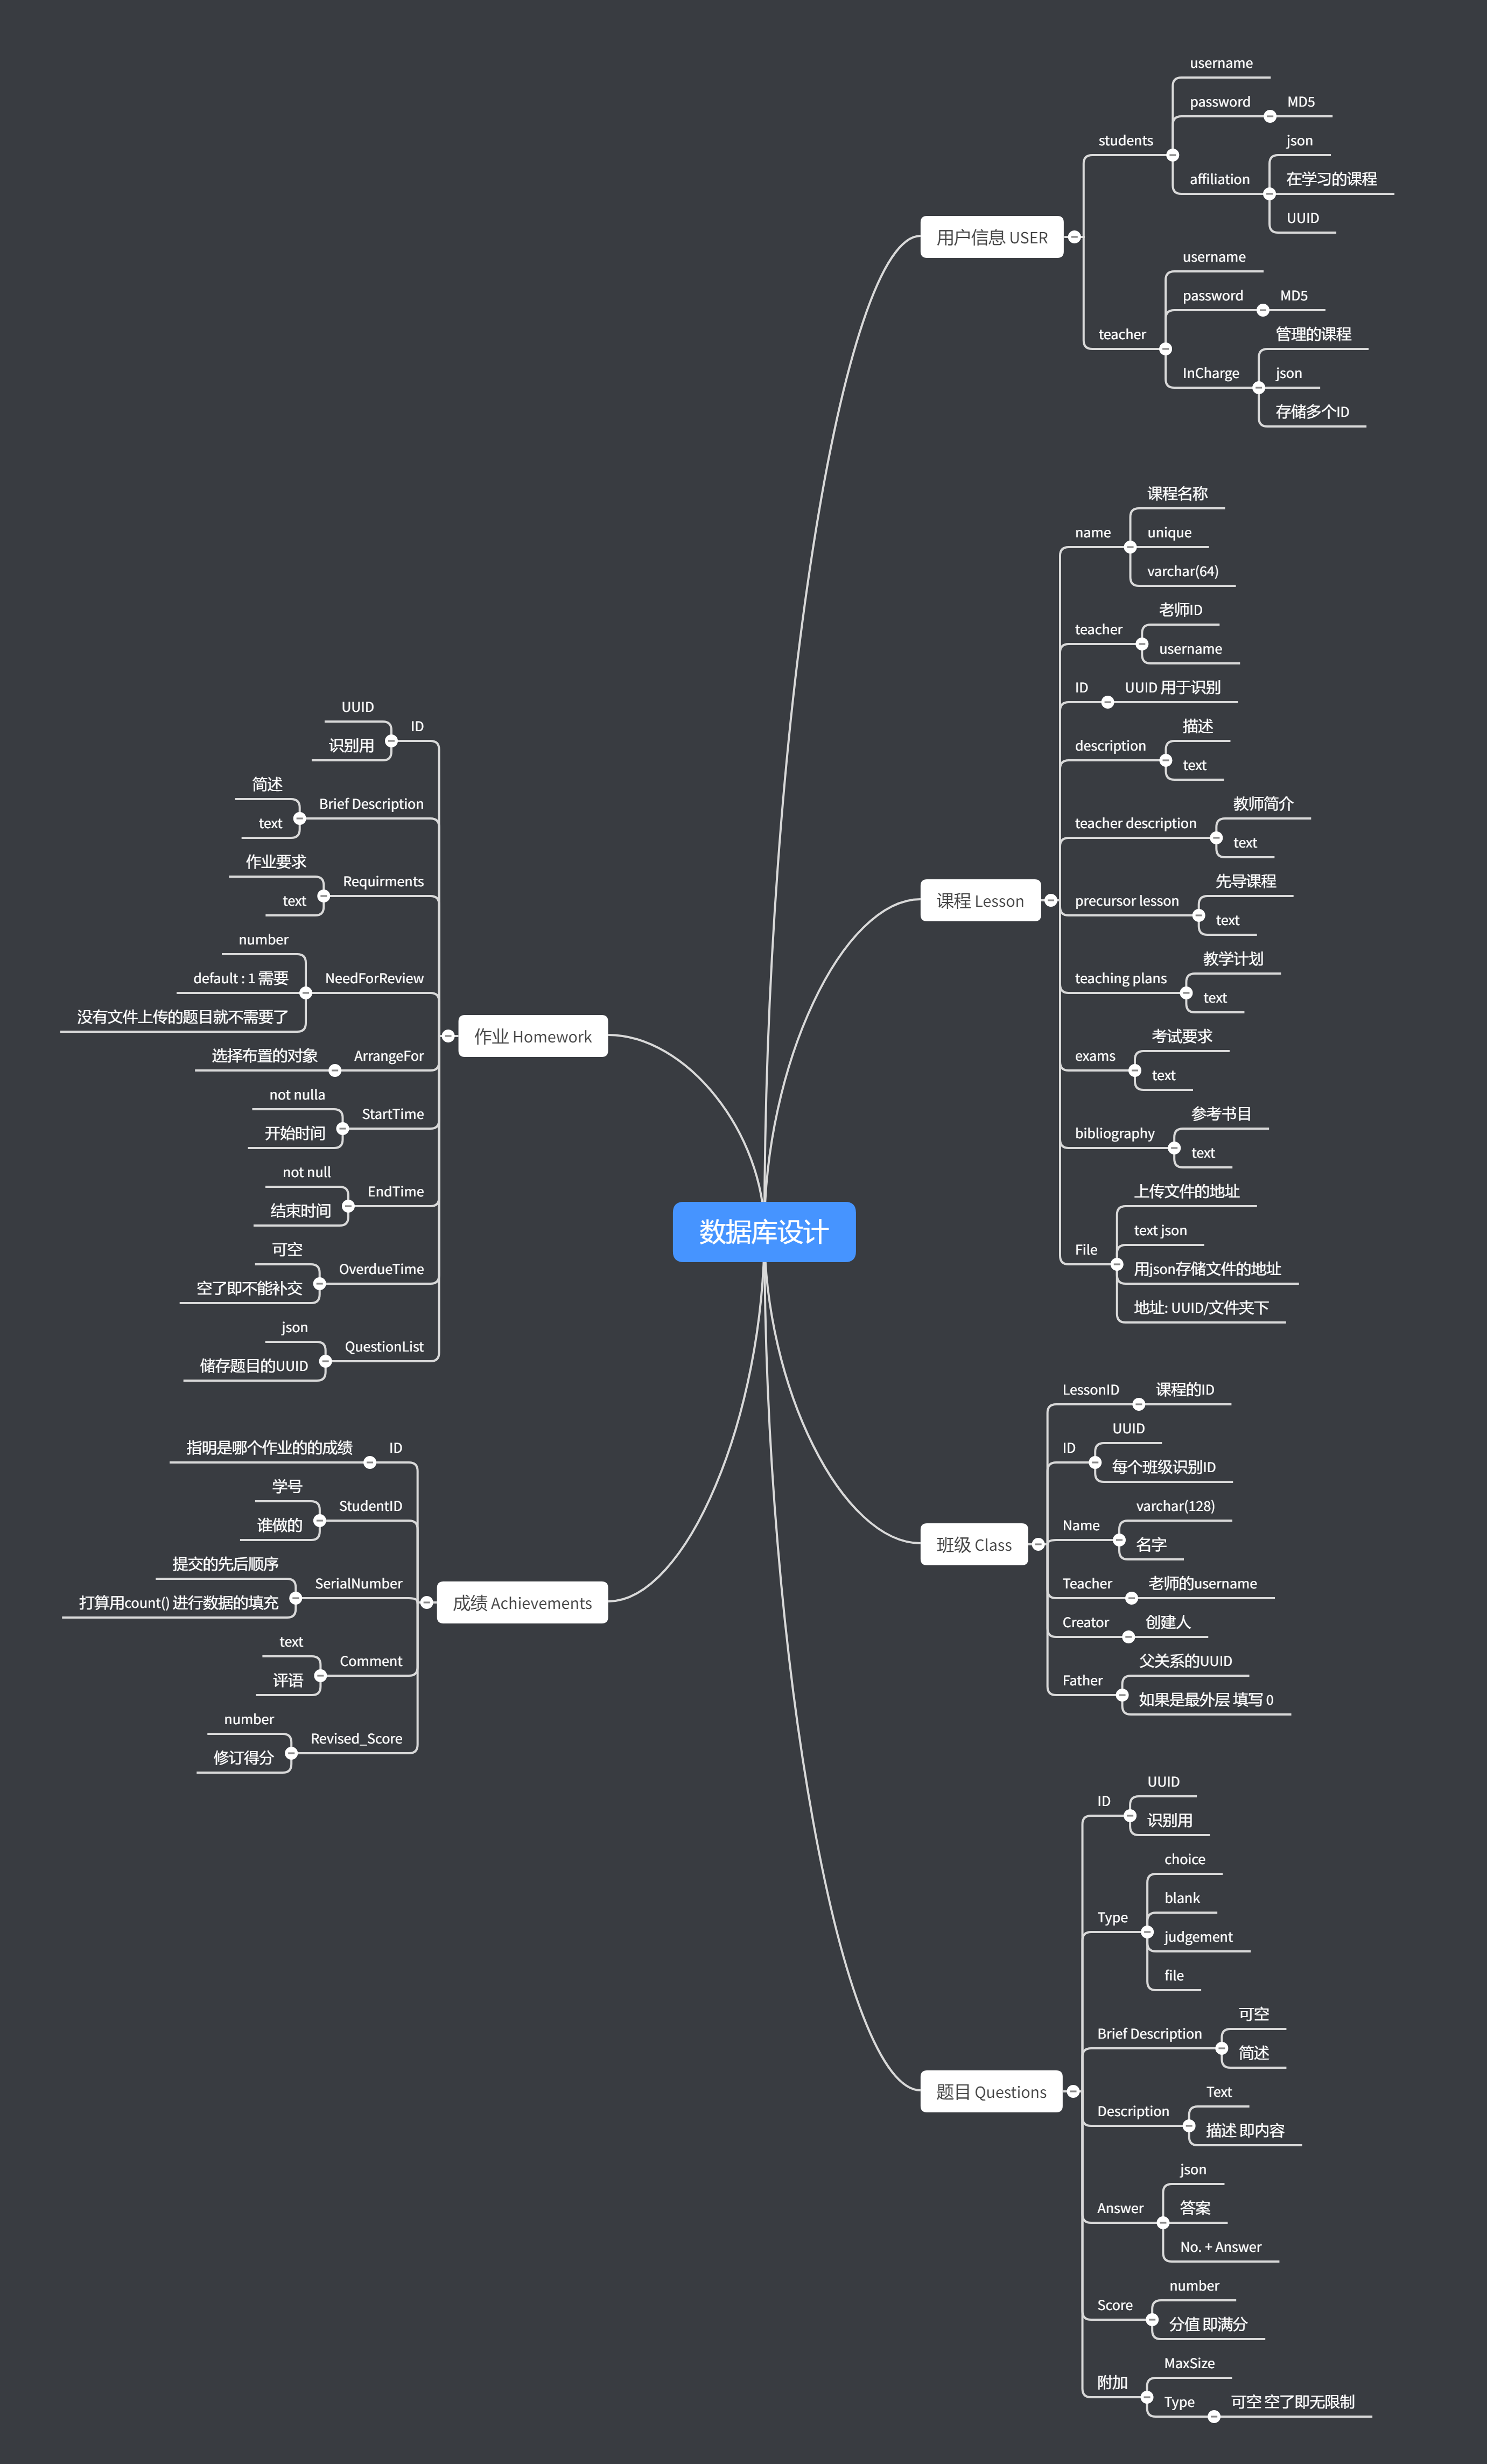 数据库设计
用户信息 USER
students
username
password
MD5
affiliation
json
在学习的课程
UUID
teacher
username
password
MD5
InCharge
管理的课程
json
存储多个ID
课程 Lesson
name
课程名称
unique
varchar(64)
teacher
老师ID
username
ID
UUID 用于识别
description
描述
text
teacher description
教师简介
text
precursor lesson
先导课程
text
teaching plans
教学计划
text
exams
考试要求
text
bibliography
参考书目
text
File
上传文件的地址
text json
用json存储文件的地址
地址: UUID/文件夹下
班级 Class
LessonID
课程的ID
ID
UUID
每个班级识别ID
Name
varchar(128)
名字
Teacher
老师的username
Creator
创建人
Father
父关系的UUID
如果是最外层 填写 0
题目 Questions
ID
UUID
识别用
Type
choice
blank
judgement
file
Brief Description
可空
简述
Description
Text
描述 即内容
Answer
json
答案
No. + Answer
Score
number
分值 即满分
附加
MaxSize
Type
可空 空了即无限制
作业 Homework
ID
UUID
识别用
Brief Description
简述
text
Requirments
作业要求
text
NeedForReview
number
default : 1 需要
没有文件上传的题目就不需要了
ArrangeFor
选择布置的对象
StartTime
not nulla
开始时间
EndTime
not null
结束时间
OverdueTime
可空
空了即不能补交
QuestionList
json
储存题目的UUID
成绩 Achievements
ID
指明是哪个作业的的成绩
StudentID
学号
谁做的
SerialNumber
提交的先后顺序
打算用count() 进行数据的填充
Comment
text
评语
Revised_Score
number
修订得分